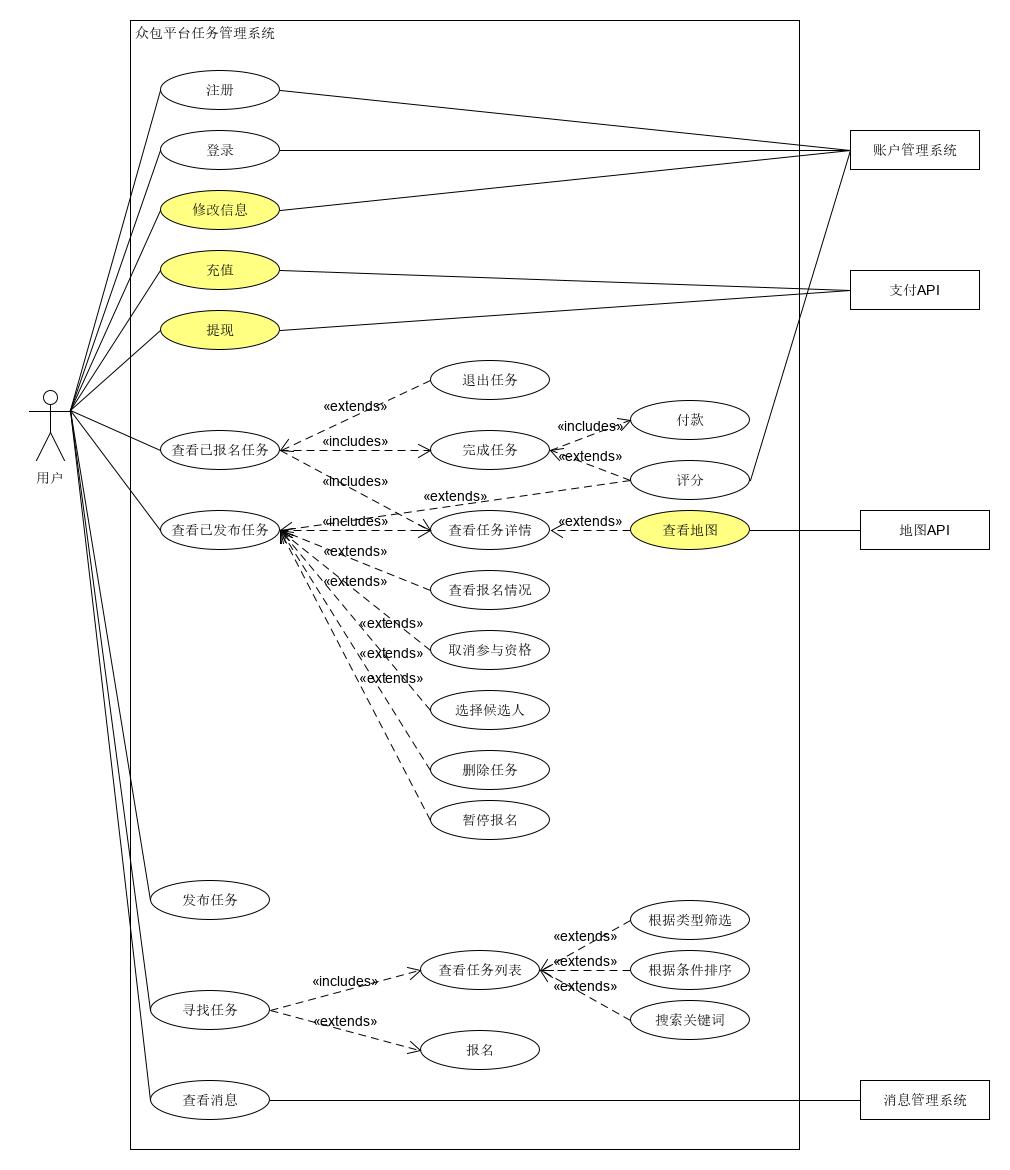 众包平台任务管理系统
注册
登录
账户管理系统
修改信息
充值
支付API
提现
退出任务
«extends»
付款
«includes»
查看已报名任务
«includes»
完成任务
«extends»
用户
«includes»
评分
«extends»
查看已发布任务
«includes»
查看任务详情
«extends»
查看地图
地图API
«extends»
«extends»
查看报名情况
«extends»
取消参与资格
«extends»
«extends»
选择候选人
删除任务
暂停报名
发布任务
根据类型筛选
«extends»
查看任务列表
«extends»
根据条件排序
«includes»
«extends»
寻找任务
«extends»
搜索关键词
报名
查看消息
消息管理系统